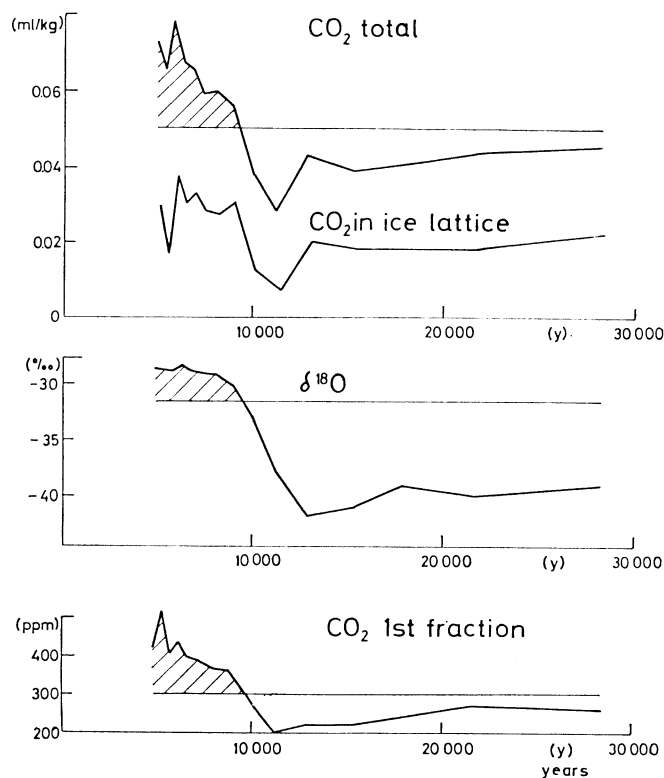 (ml/kg)
CO₂ total
0.06
0.04
CO₂ in ice lattice
0.02
0
10 000
20 000
(y).
30 000
(‰)
-30
δ¹⁸O
-35
-40
10 000
20 000
(y)
30 000
(ppm)
CO₂ 1st fraction
400
300
200
10 000
20 000
(y)
30 000
years